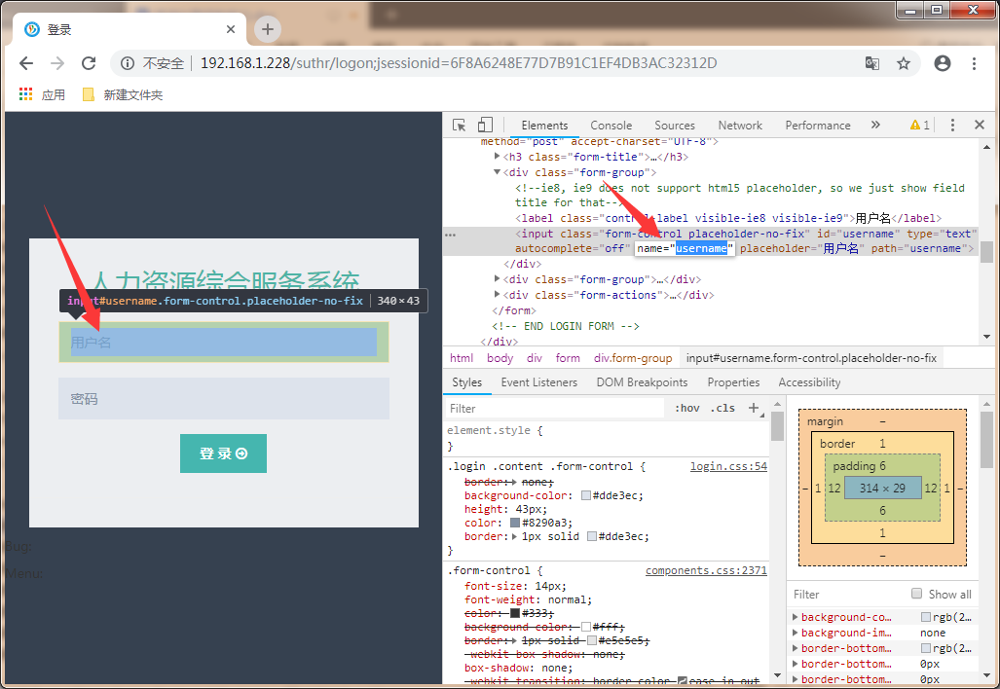 登录
不安全 192.168.1.228/suthr/logon;jsessionid=6F8A6248E77D7B91C1EF4DB3AC32312D
应用 新建文件夹
人力资源综合服务系统
input#username.form-control.placeholder-no-fix 340×43
用户名
密码
登 录
Bug:
Menu:
Elements Console Sources Network Performance » 1
method="post" accept-charset="UTF-8">
<h3 class="form-title">…</h3>
<div class="form-group">
<!--ie8, ie9 does not support html5 placeholder, so we just show field
title for that-->
<label class="control-label visible-ie8 visible-ie9">用户名</label>
<input class="form-control placeholder-no-fix" id="username" type="text"
autocomplete="off" name="username" placeholder="用户名" path="username">
</div>
<div class="form-group">…</div>
<div class="form-actions">…</div>
</form>
<!-- END LOGIN FORM -->
</div>
html body div form div.form-group input#username.form-control.placeholder-no-fix
Styles Event Listeners DOM Breakpoints Properties Accessibility
Filter :hov .cls +
element.style {
}
.login .content .form-control { login.css:54
border: none;
background-color: #dde3ec;
height: 43px;
color: #8290a3;
border: 1px solid #dde3ec;
}
.form-control { components.css:2371
font-size: 14px;
font-weight: normal;
color: #333;
background-color: #fff;
border: 1px solid #e5e5e5;
-webkit-box-shadow: none;
box-shadow: none;
-webkit-transition: border-color ease-in-out
margin –
border 1
padding 6
– 1 12 314 × 29 12 1 –
6
1
–
Filter Show all
background-co… rgb(2…
background-im… none
border-bottom… rgb(2…
border-bottom… 0px
border-bottom… 0px